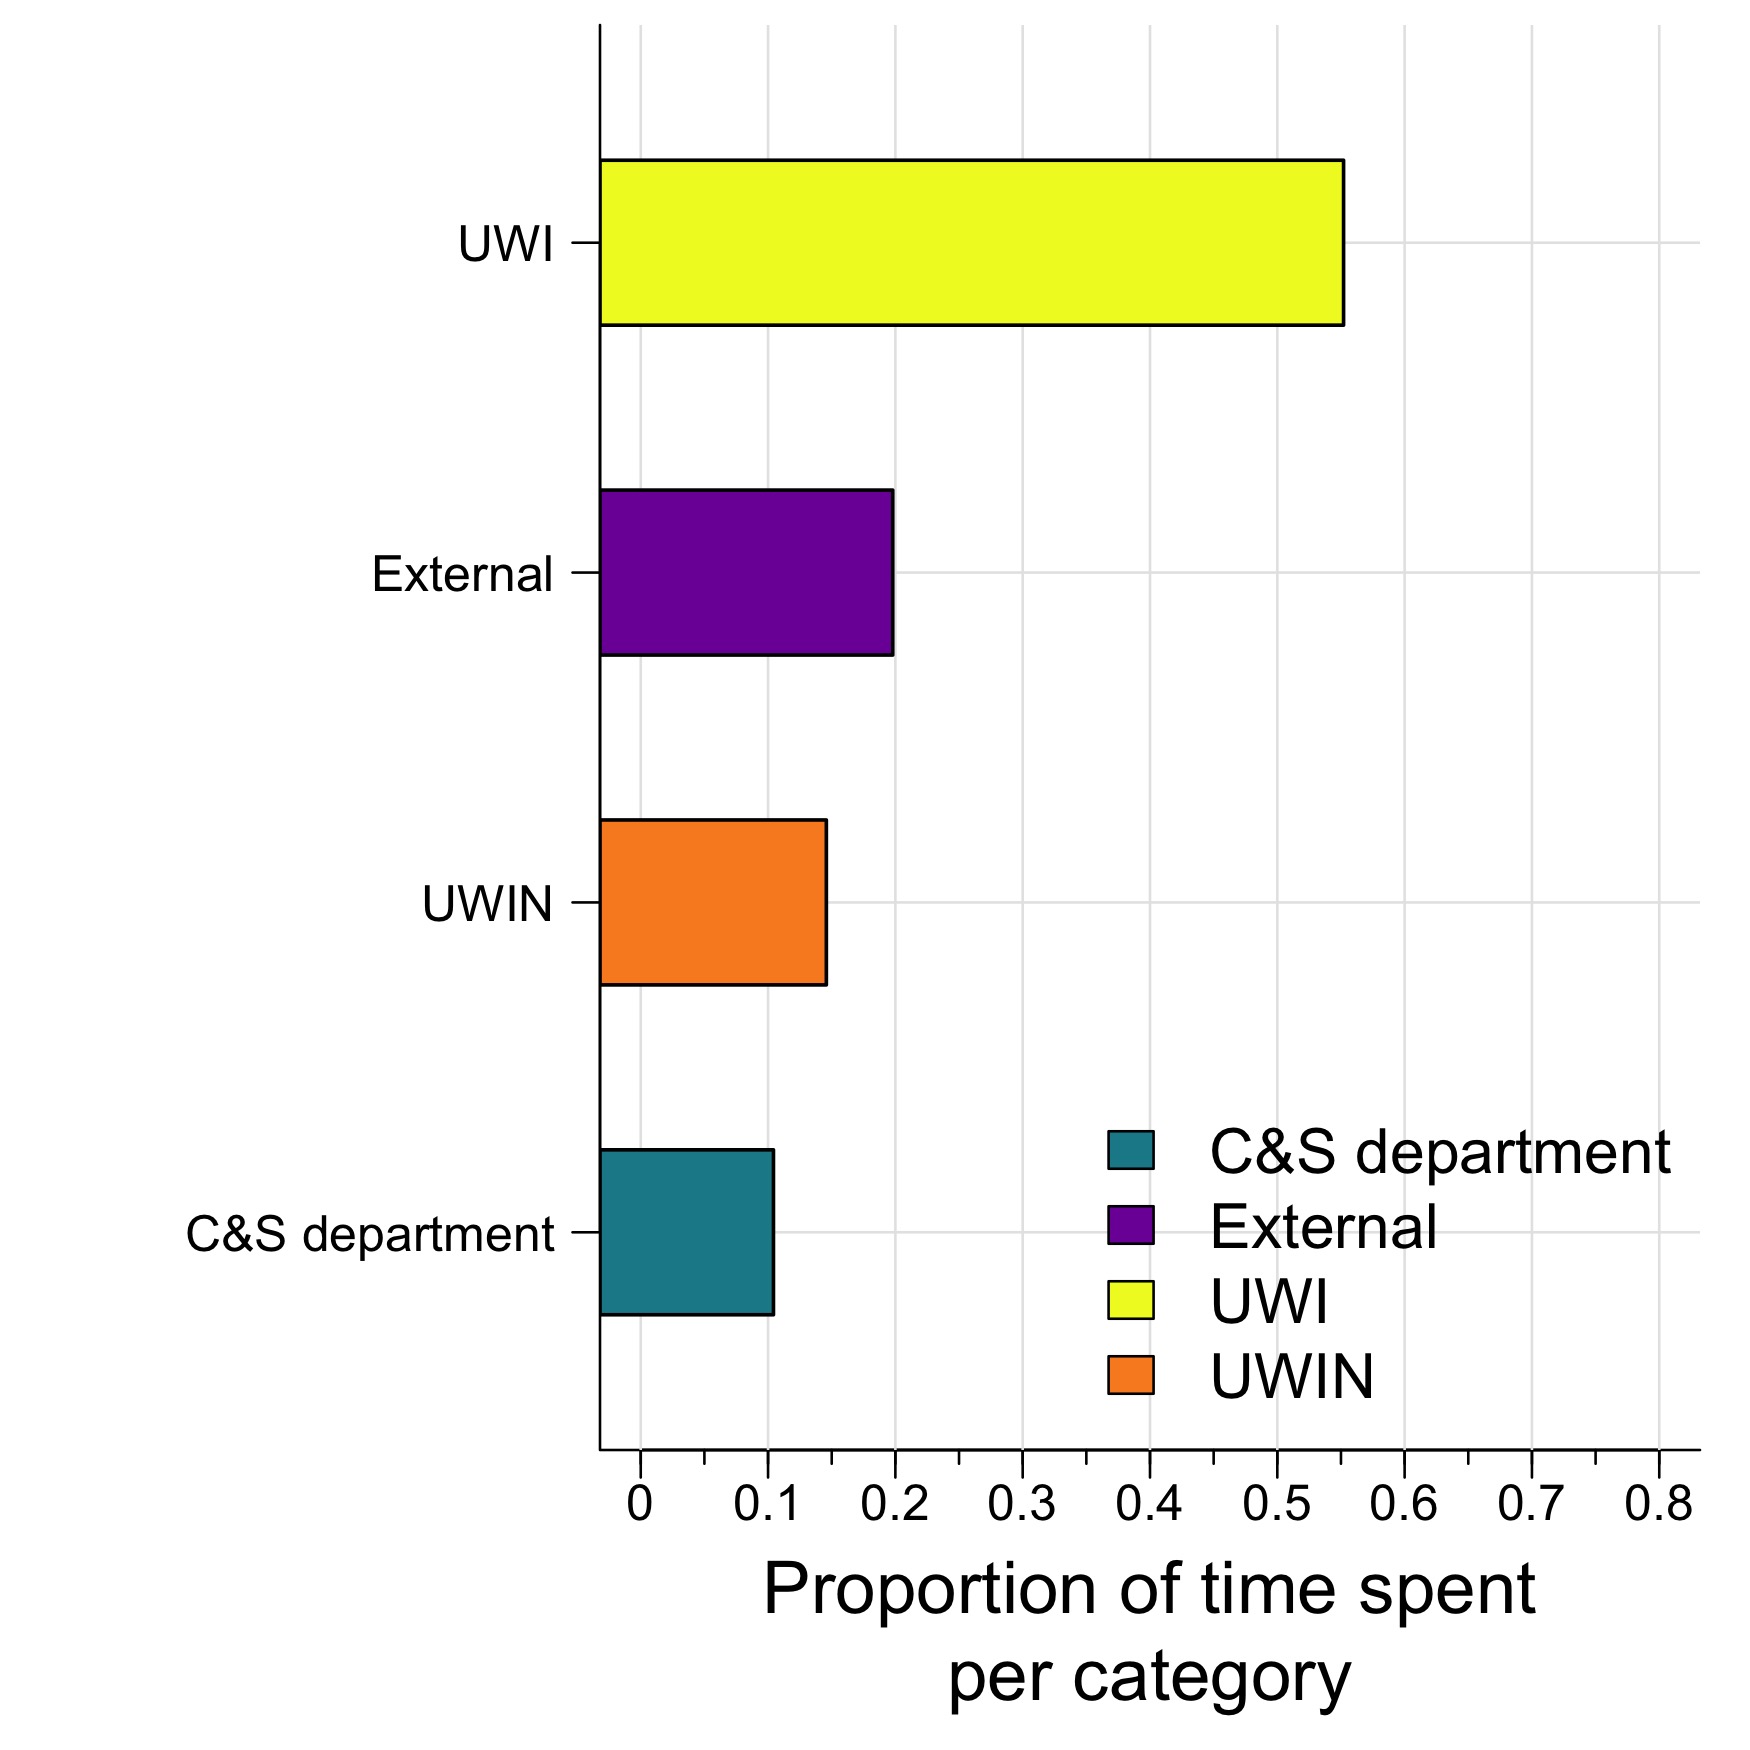 UWI
External
UWIN
C&S department
C&S department
External
UWI
UWIN
0 0.1 0.2 0.3 0.4 0.5 0.6 0.7 0.8
Proportion of time spent
per category